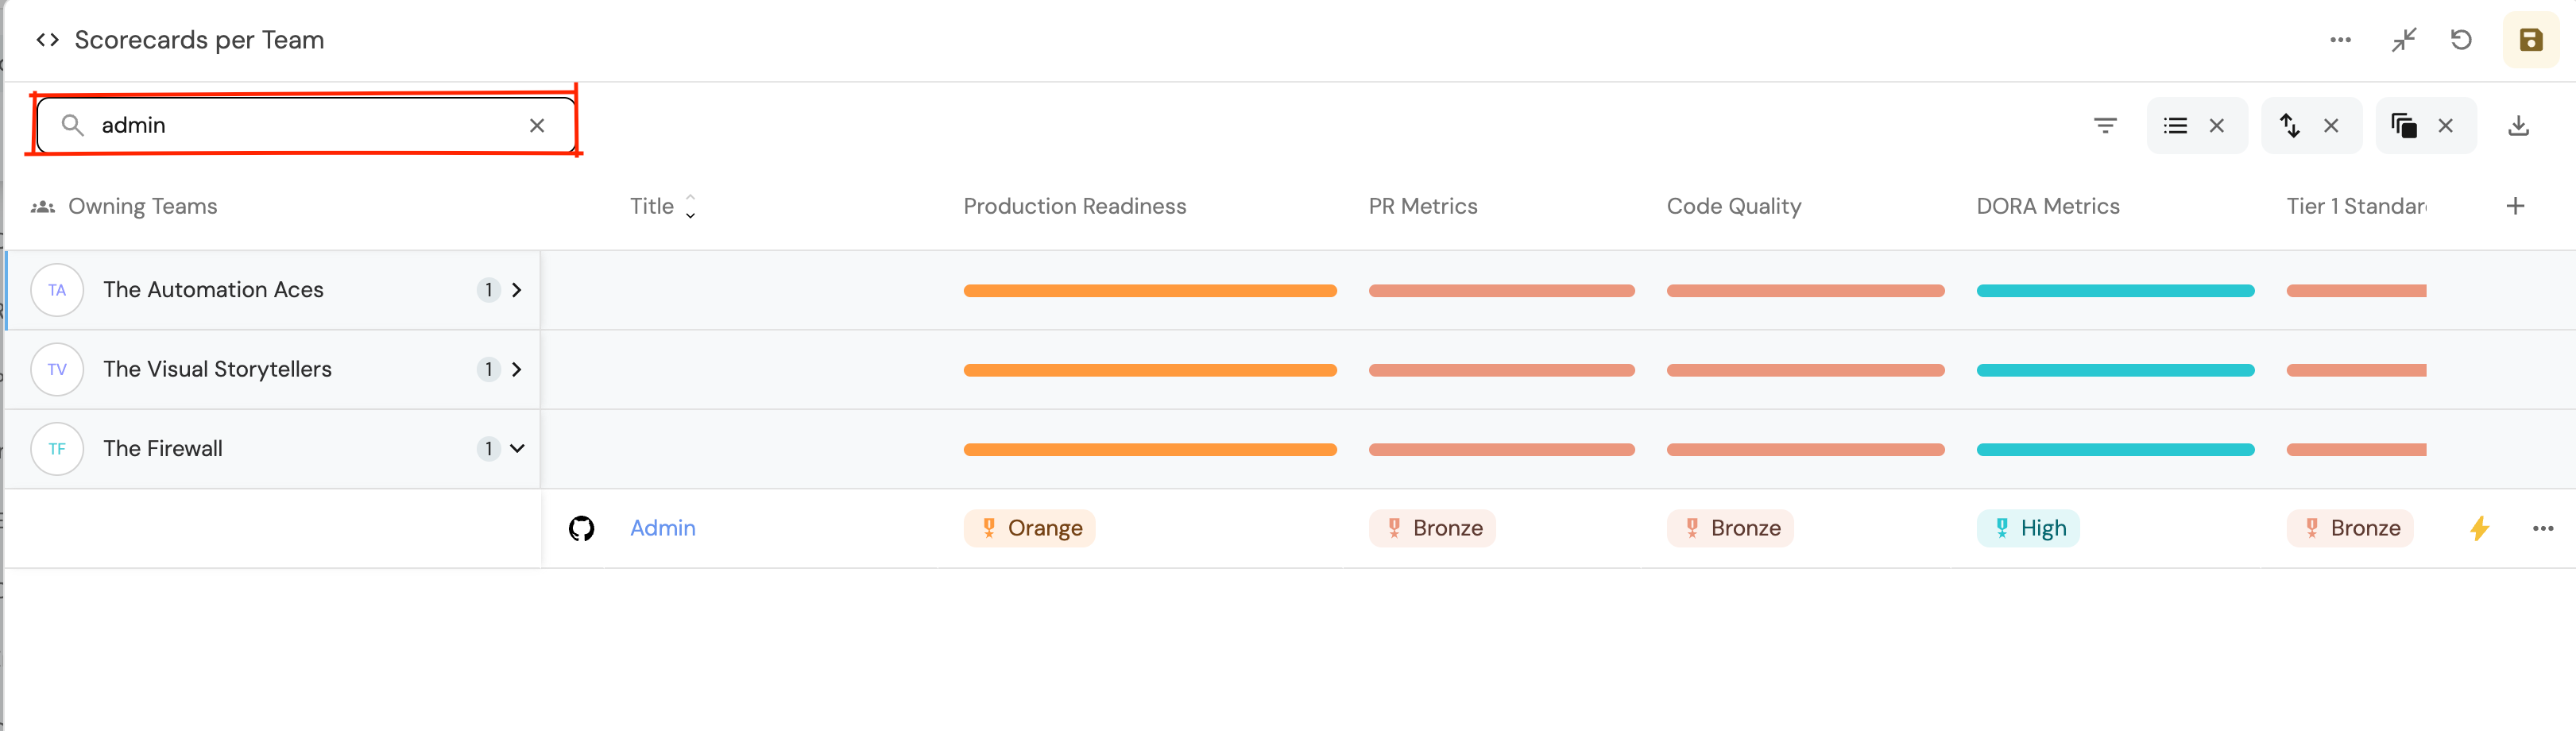 Scorecards per Team
admin
Owning Teams Title Production Readiness PR Metrics Code Quality DORA Metrics Tier 1 Standar
TA The Automation Aces 1
TV The Visual Storytellers 1
TF The Firewall 1
Admin Orange Bronze Bronze High Bronze